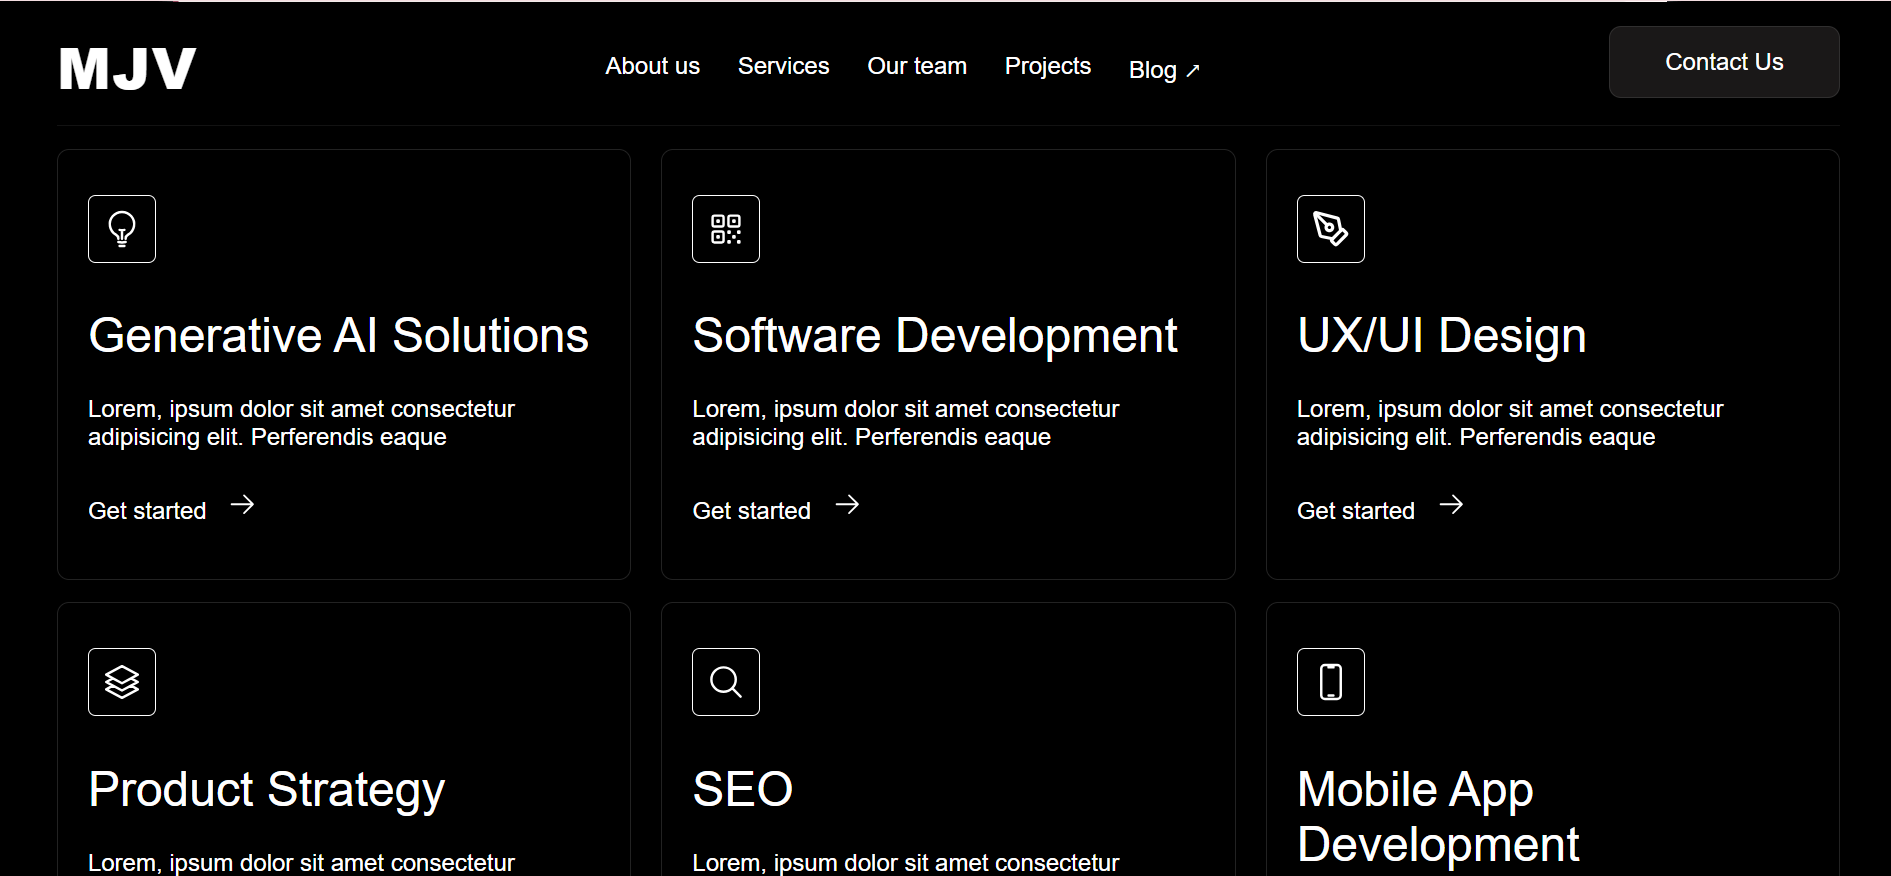 MJV
About us
Services
Our team
Projects
Blog ↗
Contact Us
Generative AI Solutions
Lorem, ipsum dolor sit amet consectetur
adipisicing elit. Perferendis eaque
Get started →
Software Development
Lorem, ipsum dolor sit amet consectetur
adipisicing elit. Perferendis eaque
Get started →
UX/UI Design
Lorem, ipsum dolor sit amet consectetur
adipisicing elit. Perferendis eaque
Get started →
Product Strategy
Lorem, ipsum dolor sit amet consectetur
SEO
Lorem, ipsum dolor sit amet consectetur
Mobile App
Development